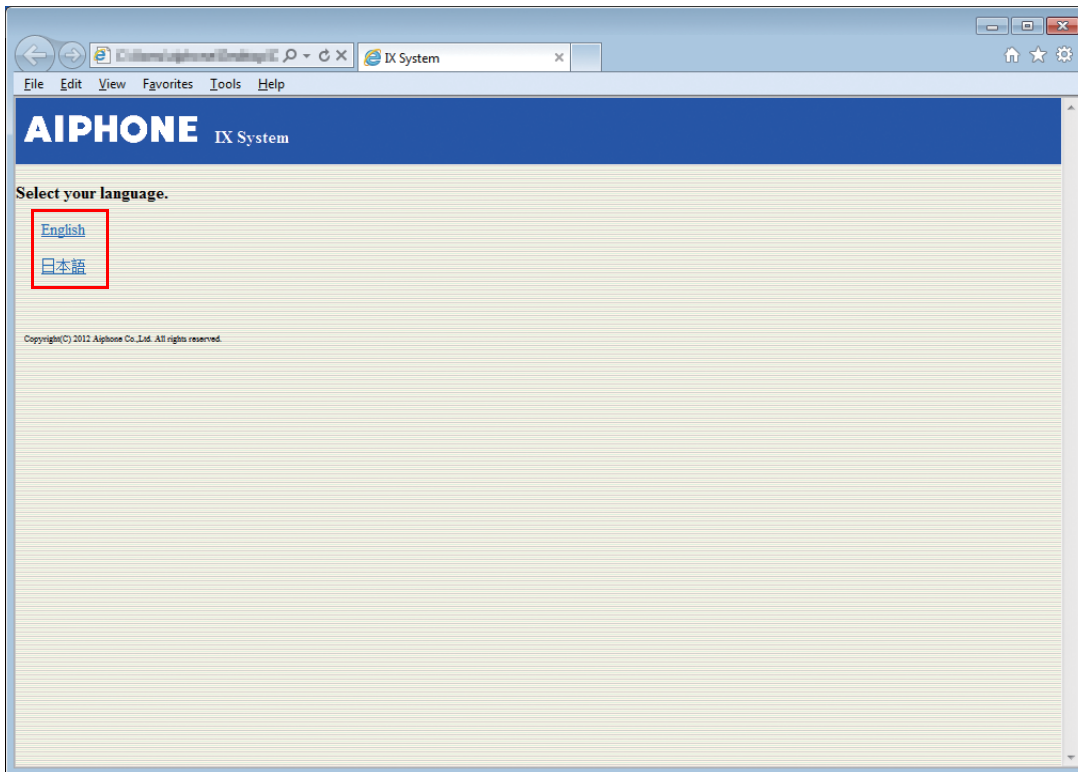 IX System
File Edit View Favorites Tools Help
AIPHONE IX System
Select your language.
English
日本語
Copyright(C) 2012 Aiphone Co.,Ltd. All rights reserved.